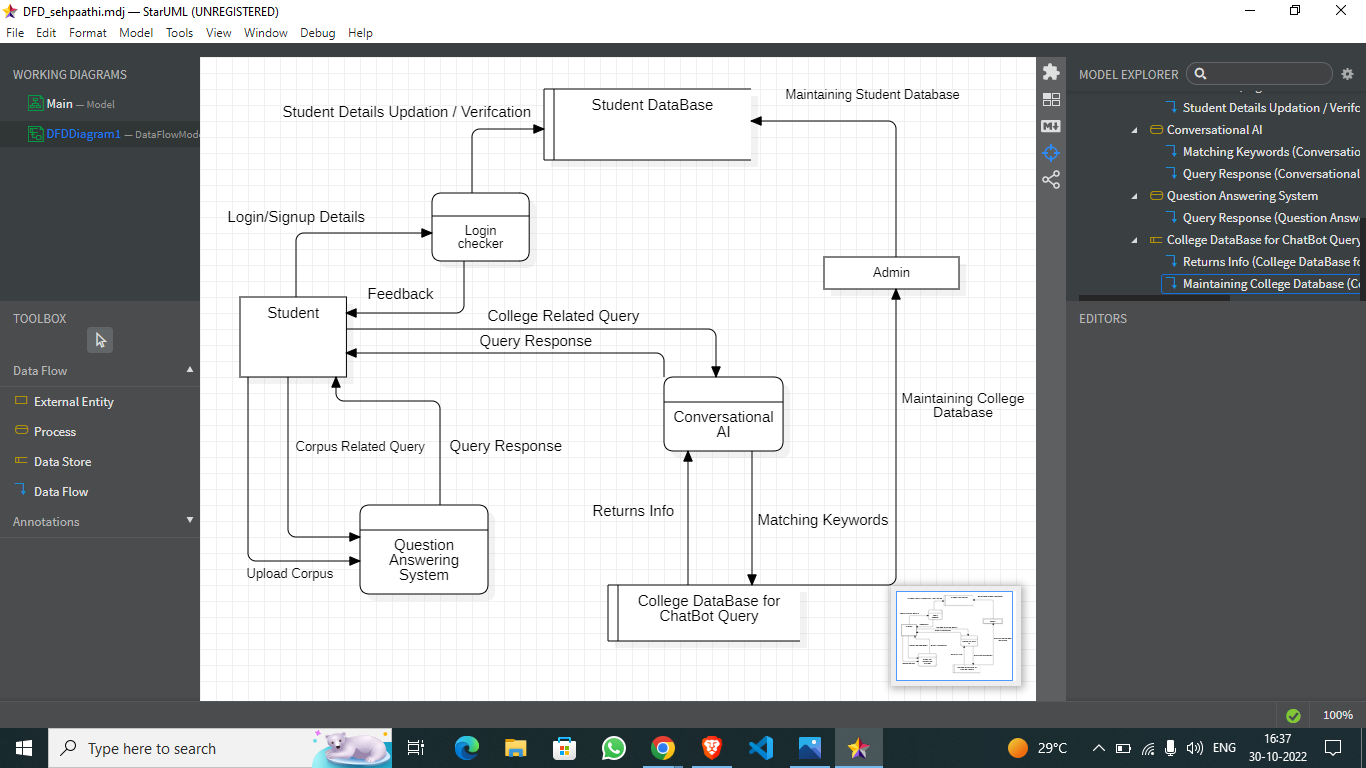 DFD_sehpaathi.mdj — StarUML (UNREGISTERED)
File Edit Format Model Tools View Window Debug Help
WORKING DIAGRAMS
Main — Model
DFDDiagram1 — DataFlowMode
TOOLBOX
Data Flow
External Entity
Process
Data Store
Data Flow
Annotations
Student Details Updation / Verifcation
Student DataBase
Maintaining Student Database
Login/Signup Details
Login
checker
Admin
Feedback
Student
College Related Query
Query Response
Conversational
AI
Maintaining College
Database
Corpus Related Query
Query Response
Returns Info
Matching Keywords
Question
Answering
System
Upload Corpus
College DataBase for
ChatBot Query
MODEL EXPLORER
Student Details Updation / Verifc
Conversational AI
Matching Keywords (Conversatio
Query Response (Conversational
Question Answering System
Query Response (Question Answ
College DataBase for ChatBot Query
Returns Info (College DataBase fo
Maintaining College Database (Co
EDITORS
100%
Type here to search
29°C
ENG
16:37
30-10-2022